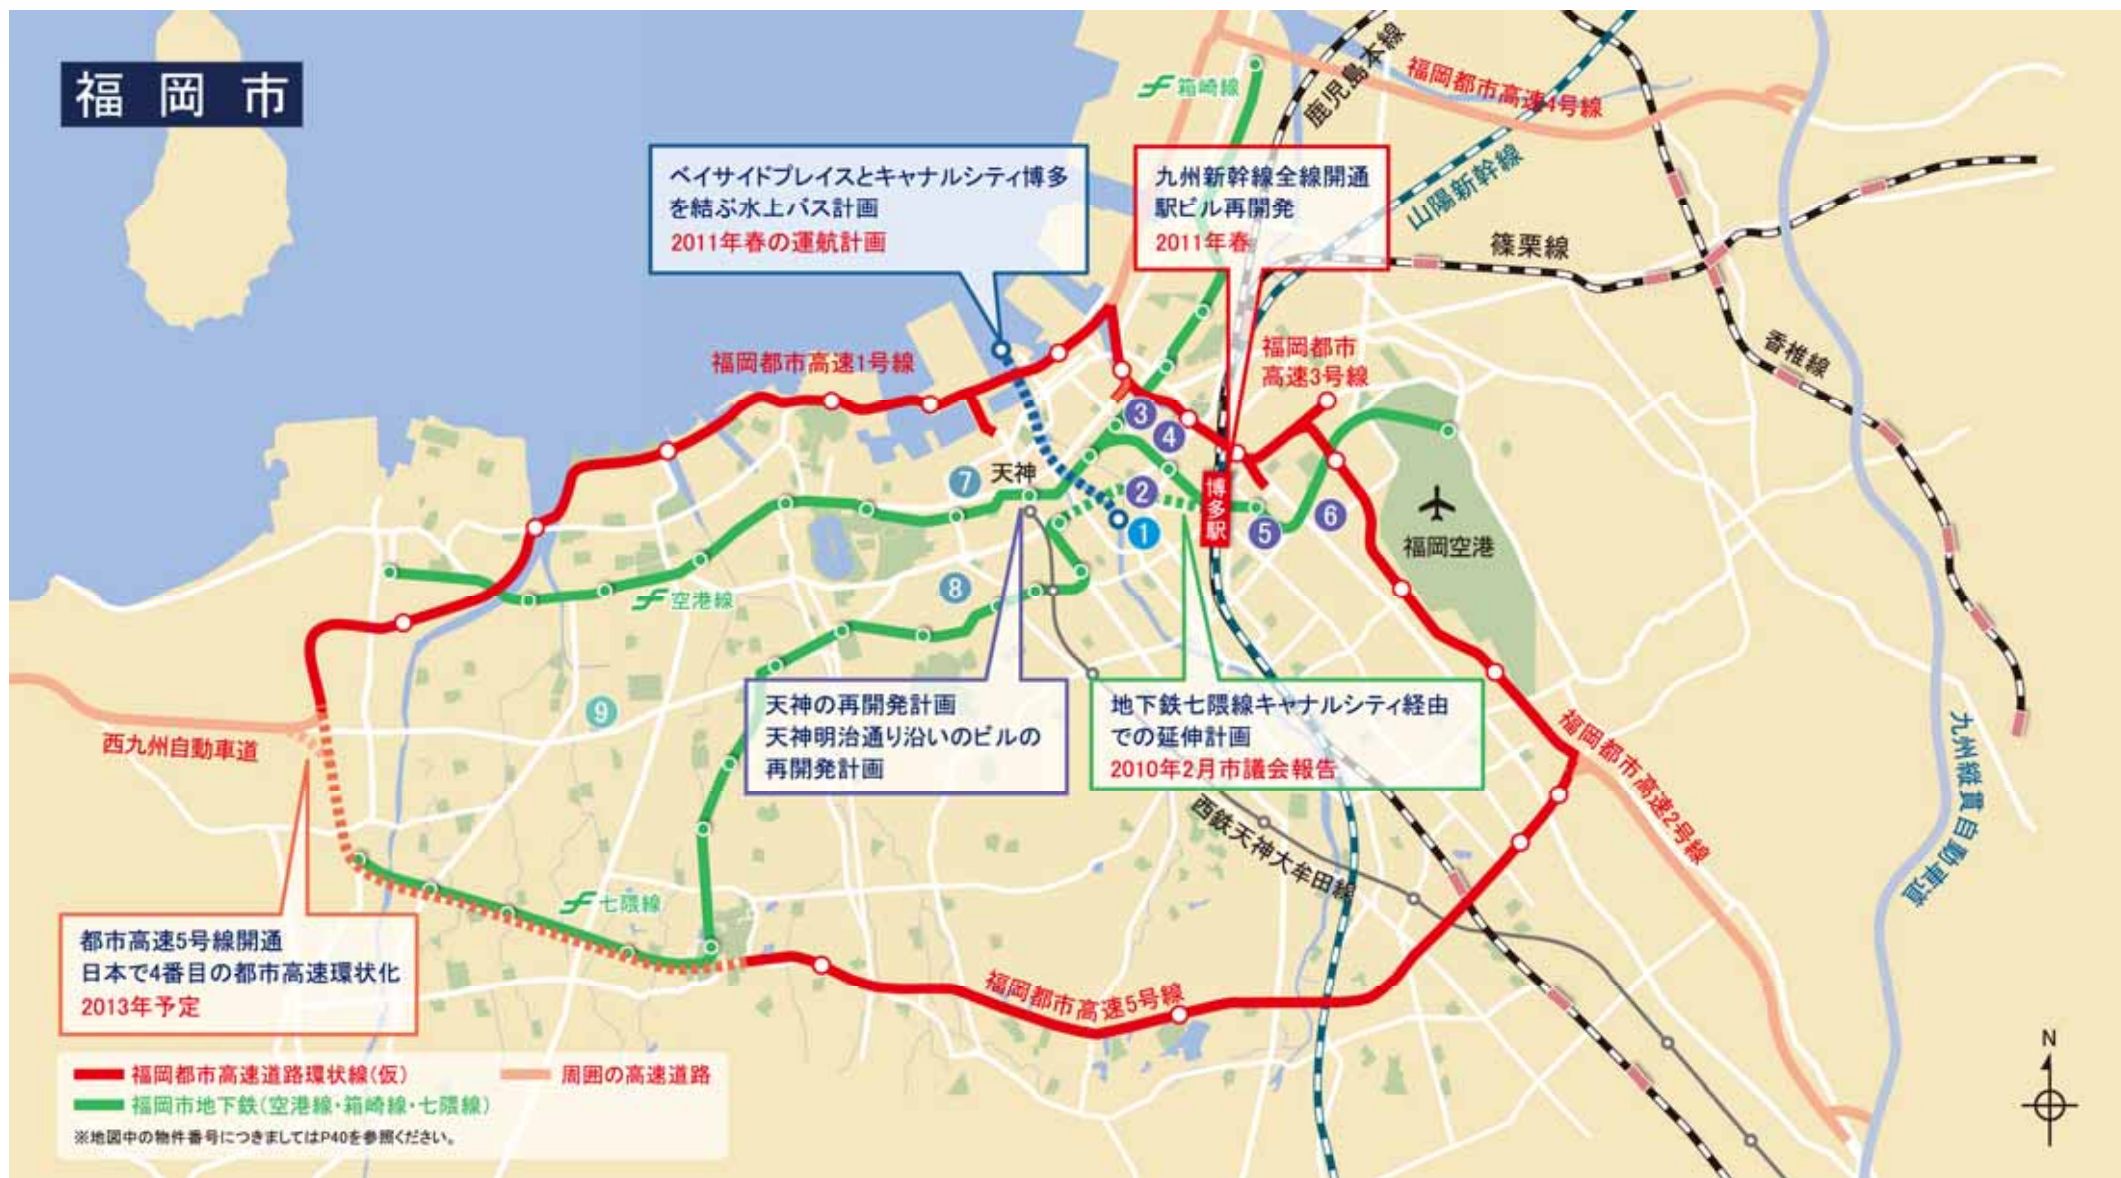 福岡市
箱崎線
鹿児島本線
福岡都市高速4号線
ベイサイドプレイスとキャナルシティ博多
を結ぶ水上バス計画
2011年春の運航計画
九州新幹線全線開通
駅ビル再開発
2011年春
山陽新幹線
篠栗線
香椎線
福岡都市高速1号線
福岡都市
高速3号線
3
4
7
天神
2
1
博多駅
5
6
福岡空港
8
空港線
9
天神の再開発計画
天神明治通り沿いのビルの
再開発計画
地下鉄七隈線キャナルシティ経由
での延伸計画
2010年2月市議会報告
西九州自動車道
福岡都市高速2号線
九州縦貫自動車道
西鉄天神大牟田線
七隈線
都市高速5号線開通
日本で4番目の都市高速環状化
2013年予定
福岡都市高速5号線
福岡都市高速道路環状線(仮)
周囲の高速道路
福岡市地下鉄(空港線・箱崎線・七隈線)
※地図中の物件番号につきましてはP40を参照ください。
N